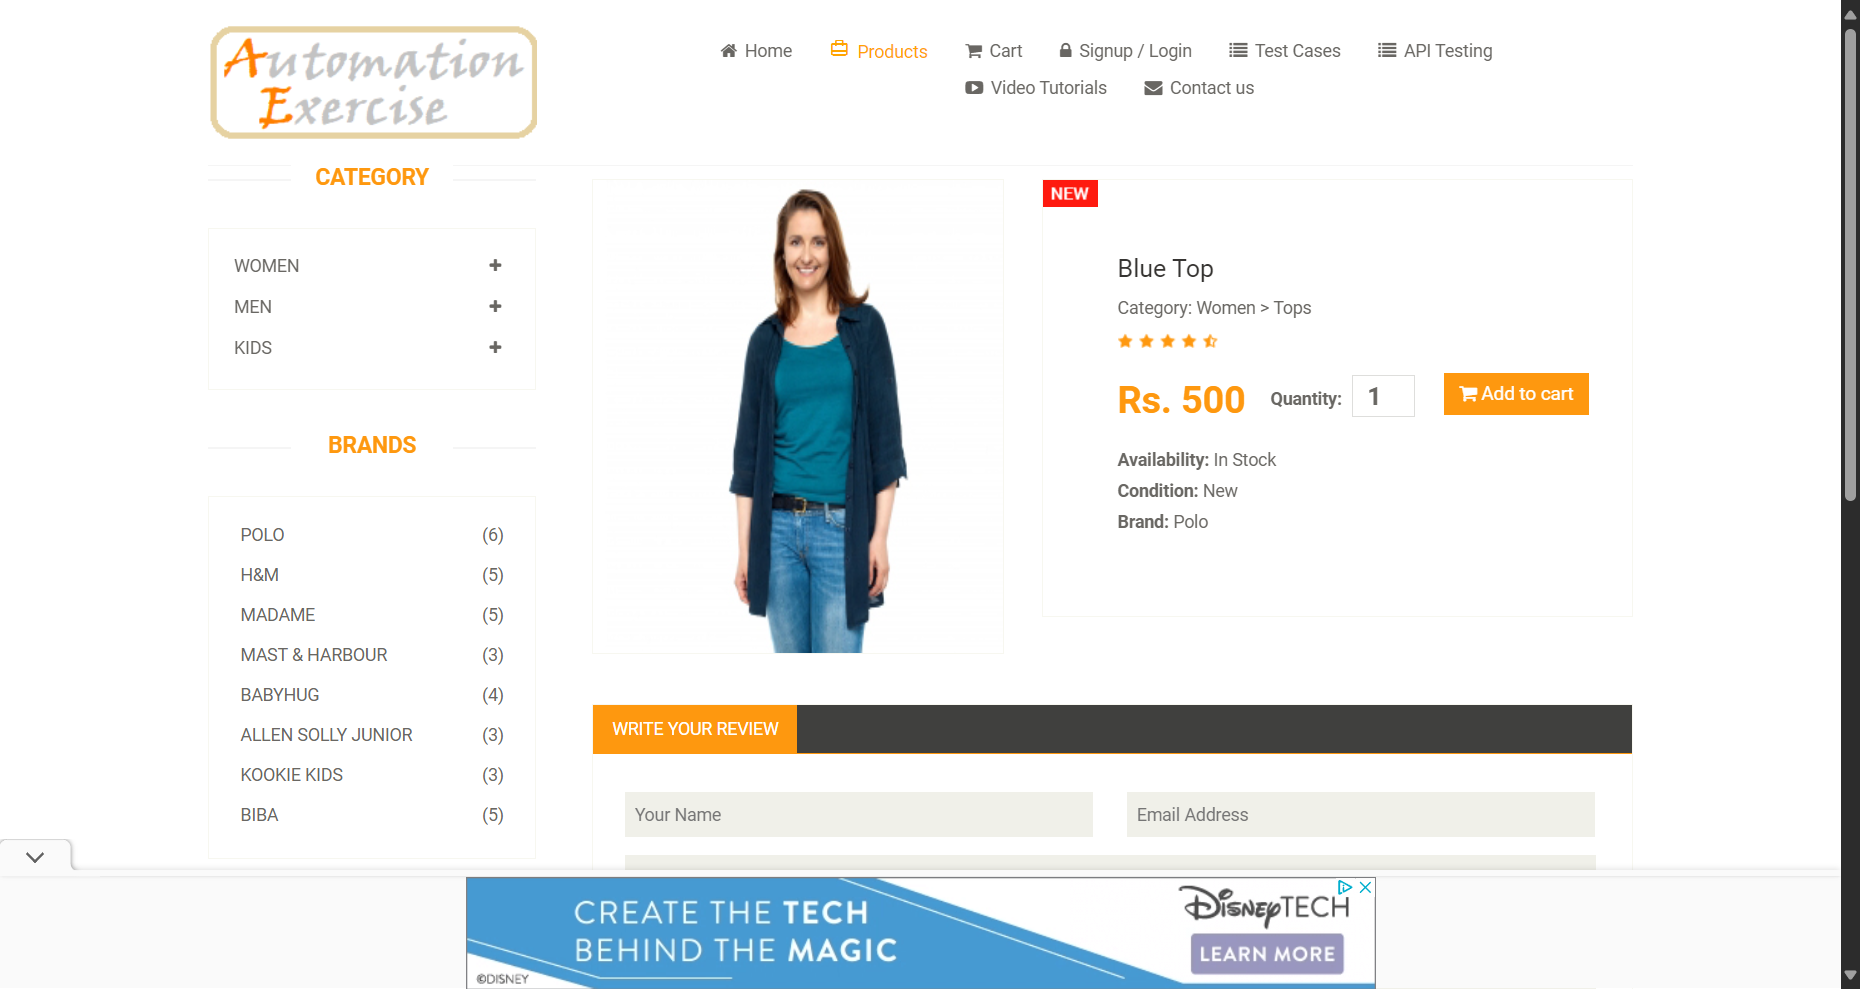 Automation
Exercise
Home
Products
Cart
Signup / Login
Test Cases
API Testing
Video Tutorials
Contact us
CATEGORY
WOMEN
MEN
KIDS
BRANDS
POLO (6)
H&M (5)
MADAME (5)
MAST & HARBOUR (3)
BABYHUG (4)
ALLEN SOLLY JUNIOR (3)
KOOKIE KIDS (3)
BIBA (5)
NEW
Blue Top
Category: Women > Tops
Rs. 500 Quantity: 1 Add to cart
Availability: In Stock
Condition: New
Brand: Polo
WRITE YOUR REVIEW
Your Name
Email Address
CREATE THE TECH
BEHIND THE MAGIC
©DISNEY
DISNEYTECH
LEARN MORE